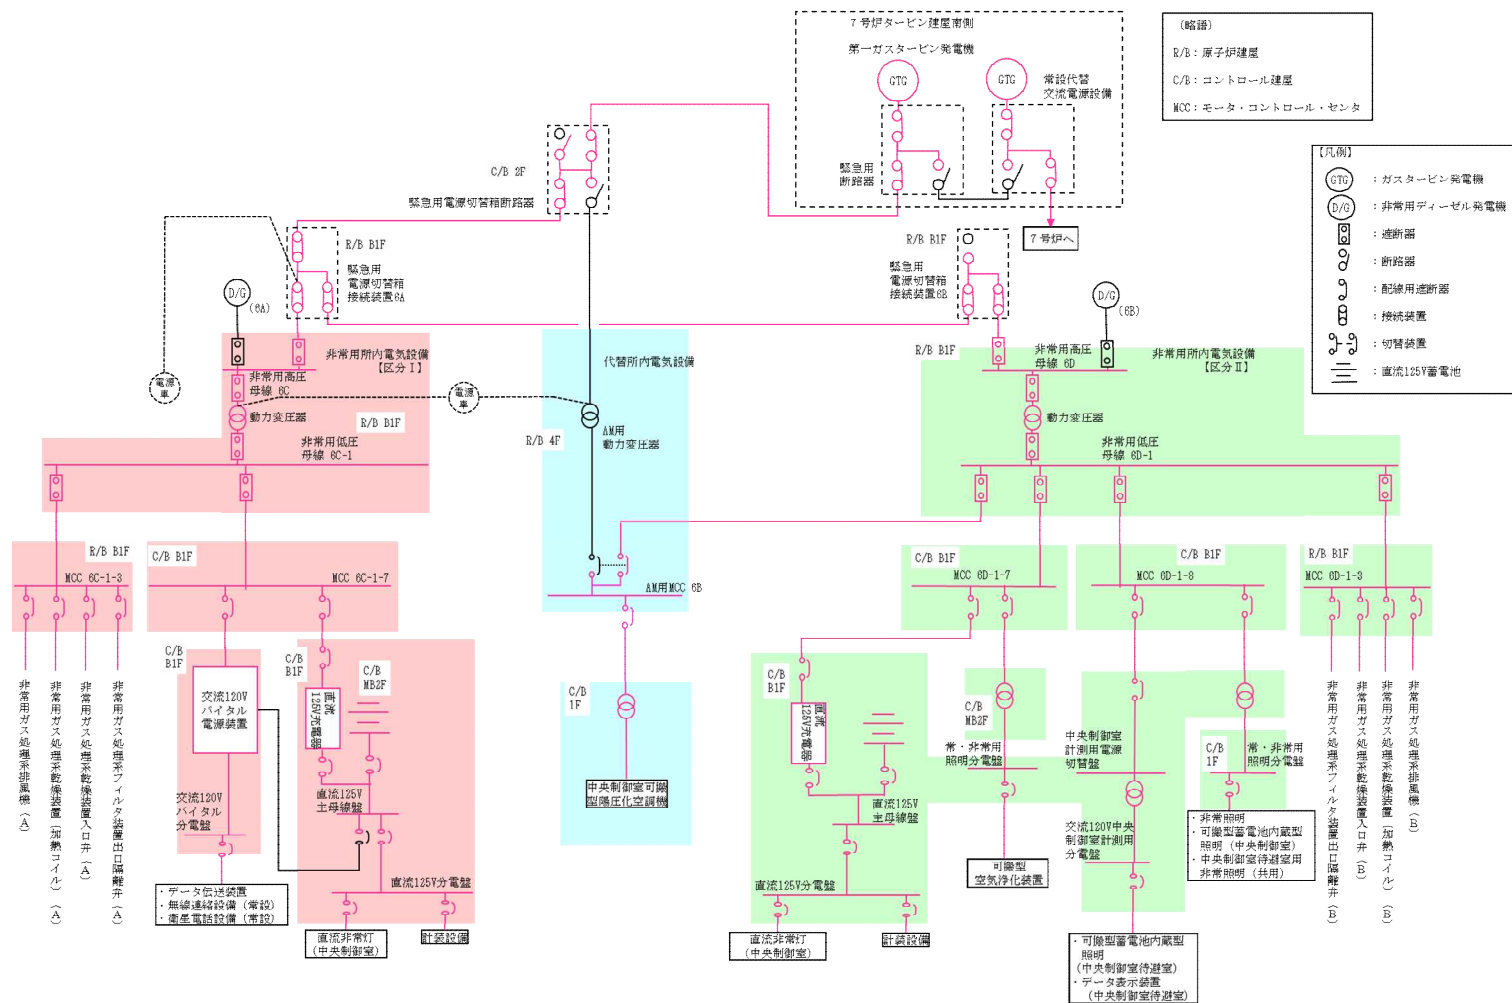 7号炉タービン建屋南側
第一ガスタービン発電機
GTG
GTG
常設代替
交流電源設備
緊急用
断路器
7号炉へ
(略語)
R/B:原子炉建屋
C/B:コントロール建屋
MCC:モータ・コントロール・センタ
【凡例】
GTG
:ガスタービン発電機
D/G
:非常用ディーゼル発電機
:遮断器
:断路器
:配線用遮断器
:接続装置
:切替装置
:直流125V蓄電池
C/B 2F
緊急用電源切替箱断路器
R/B B1F
緊急用
電源切替箱
接続装置6A
R/B B1F
緊急用
電源切替箱
接続装置6B
D/G
(6A)
D/G
(6B)
電源
車
電源
車
非常用所内電気設備
【区分Ⅰ】
非常用高圧
母線 6C
動力変圧器
R/B B1F
非常用低圧
母線 6C-1
代替所内電気設備
R/B 4F
AM用
動力変圧器
AM用MCC 6B
R/B B1F
非常用高圧
母線 6D
非常用所内電気設備
【区分Ⅱ】
動力変圧器
非常用低圧
母線 6D-1
R/B B1F
MCC 6C-1-3
C/B B1F
MCC 6C-1-7
C/B B1F
MCC 6D-1-7
C/B B1F
MCC 6D-1-8
R/B B1F
MCC 6D-1-3
非常用ガス処理系排風機(A)
非常用ガス処理系乾燥装置(加熱コイル)(A)
非常用ガス処理系乾燥装置入口弁(A)
非常用ガス処理系フィルタ装置出口隔離弁(A)
C/B
B1F
交流120V
バイタル
電源装置
交流120V
バイタル
分電盤
・データ伝送装置
・無線連絡設備(常設)
・衛星電話設備(常設)
C/B
B1F
直流
125V充電器
C/B
MB2F
直流125V
主母線盤
直流125V分電盤
直流非常灯
(中央制御室)
計装設備
C/B
1F
中央制御室可搬
型陽圧化空調機
C/B
B1F
直流
125V充電器
直流125V
主母線盤
直流125V分電盤
直流非常灯
(中央制御室)
計装設備
C/B
MB2F
常・非常用
照明分電盤
可搬型
空気浄化装置
中央制御室
計測用電源
切替盤
交流120V中央
制御室計測用
分電盤
・可搬型蓄電池内蔵型
照明
(中央制御室待避室)
・データ表示装置
(中央制御室待避室)
C/B
1F
常・非常用
照明分電盤
・非常照明
・可搬型蓄電池内蔵型
照明(中央制御室)
・中央制御室待避室用
非常照明(共用)
非常用ガス処理系フィルタ装置出口隔離弁(B)
非常用ガス処理系乾燥装置入口弁(B)
非常用ガス処理系乾燥装置(加熱コイル)(B)
非常用ガス処理系排風機(B)